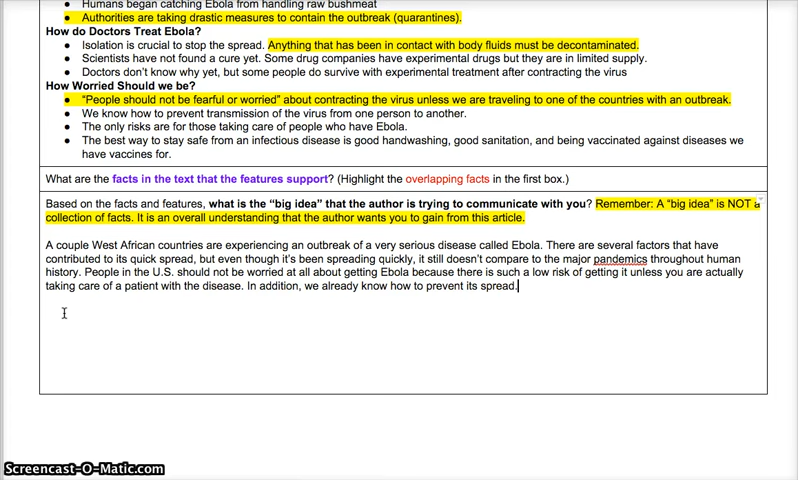 ● Humans began catching Ebola from handling raw bushmeat
● Authorities are taking drastic measures to contain the outbreak (quarantines).
How do Doctors Treat Ebola?
● Isolation is crucial to stop the spread. Anything that has been in contact with body fluids must be decontaminated.
● Scientists have not found a cure yet. Some drug companies have experimental drugs but they are in limited supply.
● Doctors don't know why yet, but some people do survive with experimental treatment after contracting the virus
How Worried Should we be?
● "People should not be fearful or worried" about contracting the virus unless we are traveling to one of the countries with an outbreak.
● We know how to prevent transmission of the virus from one person to another.
● The only risks are for those taking care of people who have Ebola.
● The best way to stay safe from an infectious disease is good handwashing, good sanitation, and being vaccinated against diseases we
have vaccines for.
What are the facts in the text that the features support? (Highlight the overlapping facts in the first box.)
Based on the facts and features, what is the "big idea" that the author is trying to communicate with you? Remember: A "big idea" is NOT a
collection of facts. It is an overall understanding that the author wants you to gain from this article.
A couple West African countries are experiencing an outbreak of a very serious disease called Ebola. There are several factors that have
contributed to its quick spread, but even though it's been spreading quickly, it still doesn't compare to the major pandemics throughout human
history. People in the U.S. should not be worried at all about getting Ebola because there is such a low risk of getting it unless you are actually
taking care of a patient with the disease. In addition, we already know how to prevent its spread.
Screencast-O-Matic.com